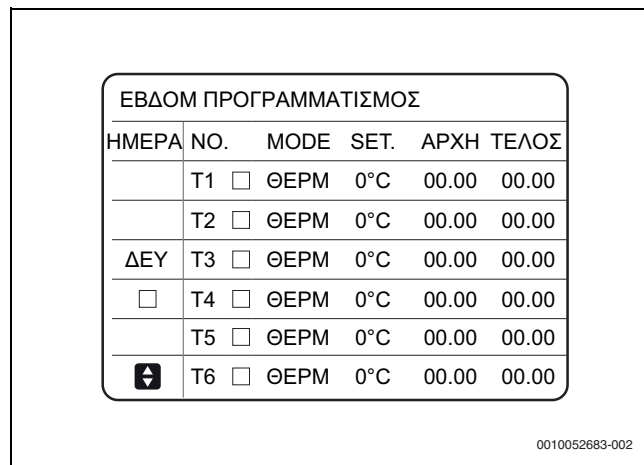 ΕΒΔΟΜ ΠΡΟΓΡΑΜΜΑΤΙΣΜΟΣ
ΗΜΕΡΑ NO. MODE SET. ΑΡΧΗ ΤΕΛΟΣ
T1 ☐ ΘΕΡΜ 0°C 00.00 00.00
T2 ☐ ΘΕΡΜ 0°C 00.00 00.00
ΔΕΥ T3 ☐ ΘΕΡΜ 0°C 00.00 00.00
☐ T4 ☐ ΘΕΡΜ 0°C 00.00 00.00
T5 ☐ ΘΕΡΜ 0°C 00.00 00.00
T6 ☐ ΘΕΡΜ 0°C 00.00 00.00
0010052683-002